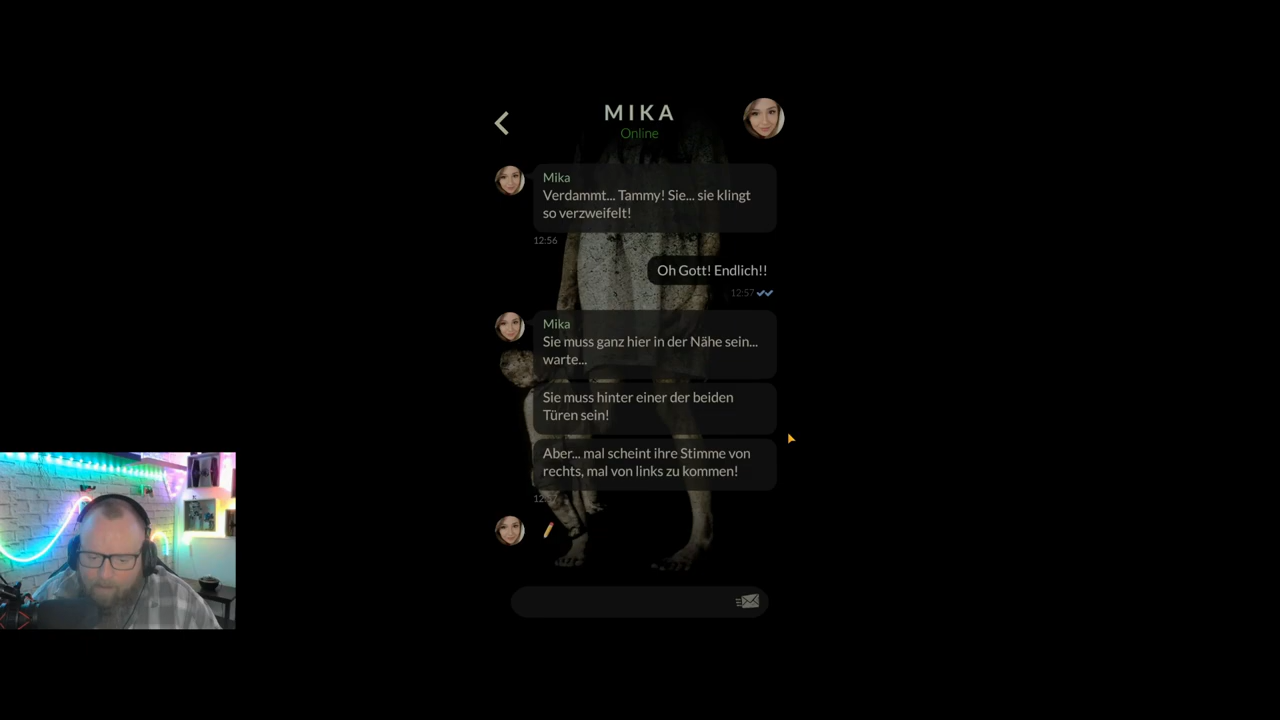 MIKA
Online
Mika
Verdammt... Tammy! Sie... sie klingt
so verzweifelt!
12:56
Oh Gott! Endlich!!
12:57
Mika
Sie muss ganz hier in der Nähe sein...
warte...
Sie muss hinter einer der beiden
Türen sein!
Aber... mal scheint ihre Stimme von
rechts, mal von links zu kommen!
12:57